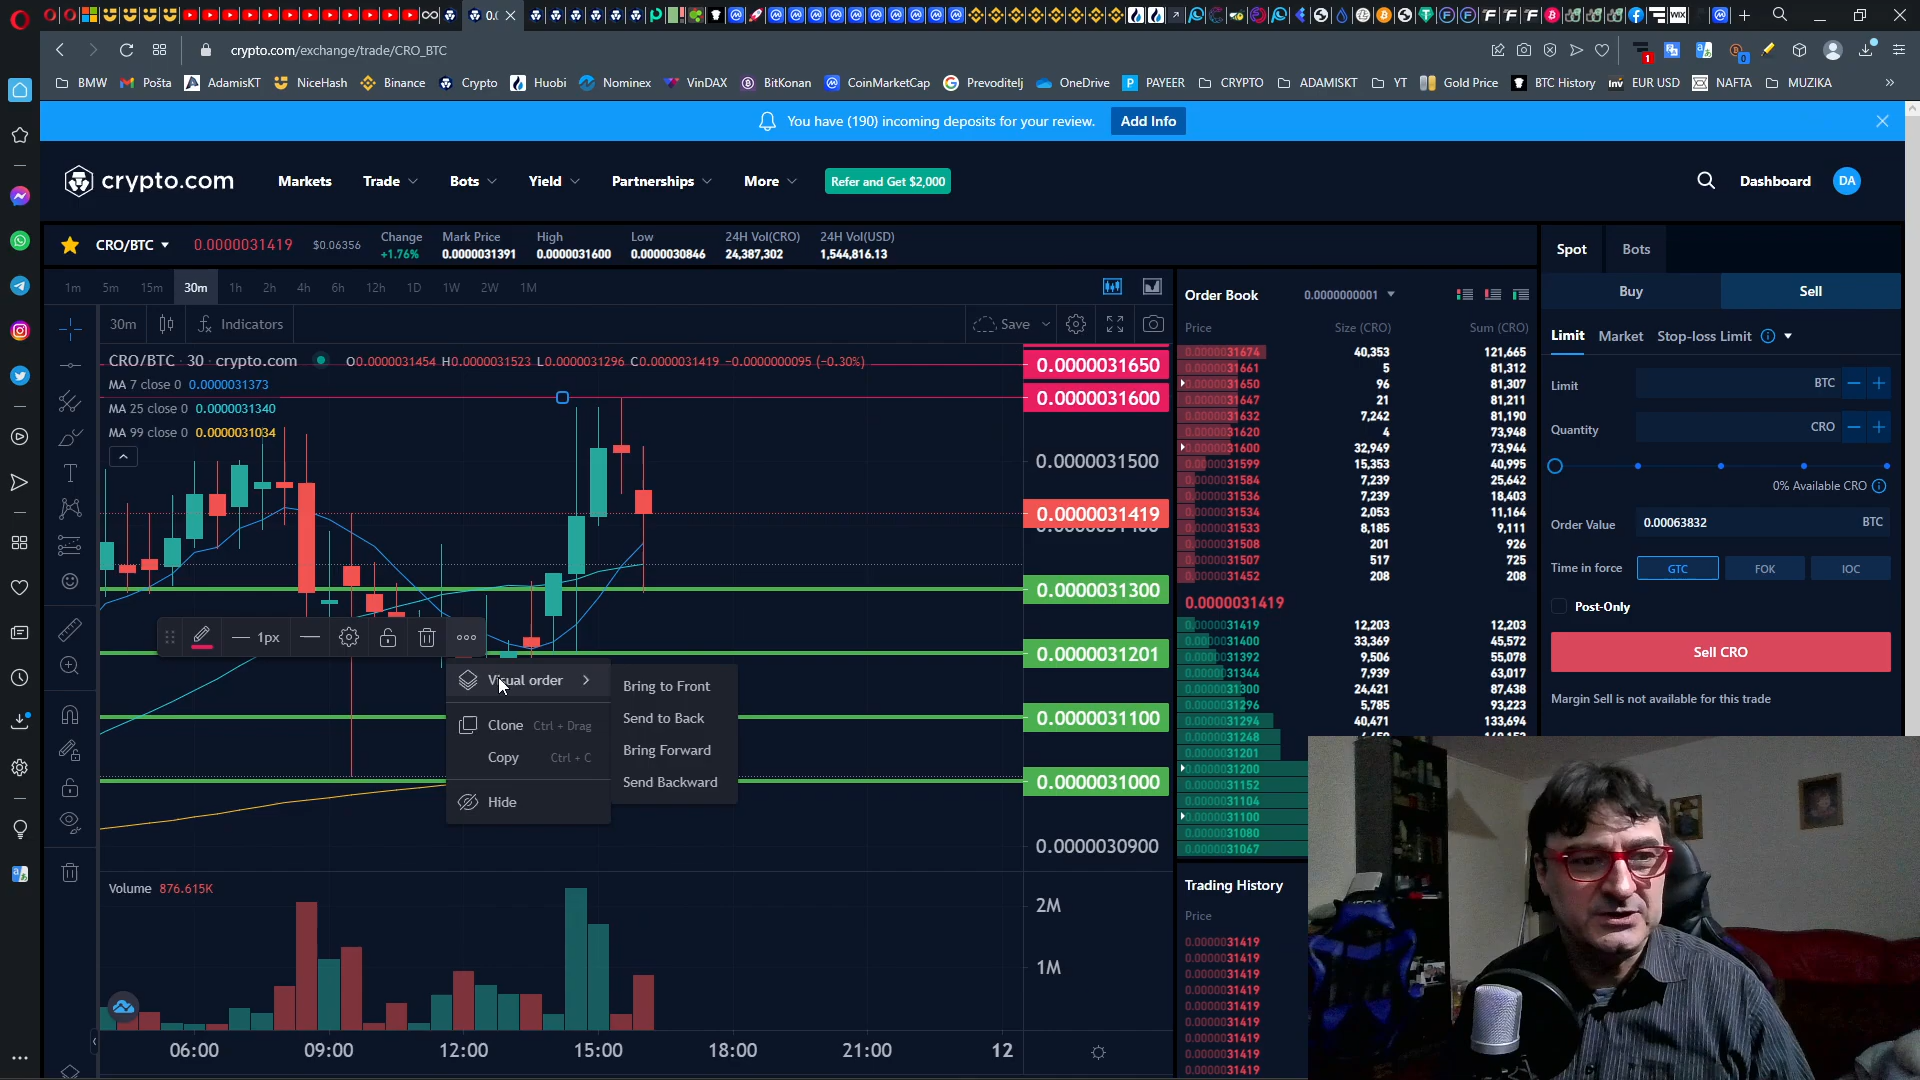 0.0
crypto.com/exchange/trade/CRO_BTC
1
0
BMW
Pošta
AdamisKT
NiceHash
Binance
Crypto
Huobi
Nominex
VinDAX
BitKonan
CoinMarketCap
Prevoditelj
OneDrive
PAYEER
CRYPTO
ADAMISKT
YT
Gold Price
BTC History
EUR USD
NAFTA
MUZIKA
You have (190) incoming deposits for your review.
Add Info
crypto.com
Markets
Trade
Bots
Yield
Partnerships
More
Refer and Get $2,000
Dashboard
DA
CRO/BTC
0.0000031419
$0.06356
Change
+1.76%
Mark Price
0.0000031391
High
0.0000031600
Low
0.0000030846
24H Vol(CRO)
24,387,302
24H Vol(USD)
1,544,816.13
1m 5m 15m 30m 1h 2h 4h 6h 12h 1D 1W 2W 1M
30m
Indicators
Save
CRO/BTC · 30 · crypto.com
O0.0000031454 H0.0000031523 L0.0000031296 C0.0000031419 −0.0000000095 (−0.30%)
MA 7 close 0 0.0000031373
MA 25 close 0 0.0000031340
MA 99 close 0 0.0000031034
0.0000031650
0.0000031600
0.0000031500
0.0000031419
0.0000031300
0.0000031201
0.0000031100
0.0000031000
0.0000030900
1px
Visual order
Clone Ctrl + Drag
Copy Ctrl + C
Hide
Bring to Front
Send to Back
Bring Forward
Send Backward
Volume 876.615K
2M
1M
06:00 09:00 12:00 15:00 18:00 21:00 12
Order Book
0.0000000001
Price Size (CRO) Sum (CRO)
0.0000031674 40,353 121,665
0.0000031661 5 81,312
0.0000031650 96 81,307
0.0000031647 21 81,211
0.0000031632 7,242 81,190
0.0000031620 4 73,948
0.0000031600 32,949 73,944
0.0000031599 15,353 40,995
0.0000031584 7,239 25,642
0.0000031536 7,239 18,403
0.0000031534 2,053 11,164
0.0000031533 8,185 9,111
0.0000031508 201 926
0.0000031507 517 725
0.0000031452 208 208
0.0000031419
0.0000031419 12,203 12,203
0.0000031400 33,369 45,572
0.0000031392 9,506 55,078
0.0000031344 7,939 63,017
0.0000031300 24,421 87,438
0.0000031296 5,785 93,223
0.0000031294 40,471 133,694
0.0000031248
0.0000031201
0.0000031200
0.0000031152
0.0000031104
0.0000031100
0.0000031080
0.0000031067
Trading History
Price
0.0000031419
0.0000031419
0.0000031419
0.0000031419
0.0000031419
0.0000031419
0.0000031419
0.0000031419
0.0000031419
Spot
Bots
Buy
Sell
Limit
Market
Stop-loss Limit
Limit BTC
Quantity CRO
0% Available CRO
Order Value 0.00063832 BTC
Time in force GTC FOK IOC
Post-Only
Sell CRO
Margin Sell is not available for this trade